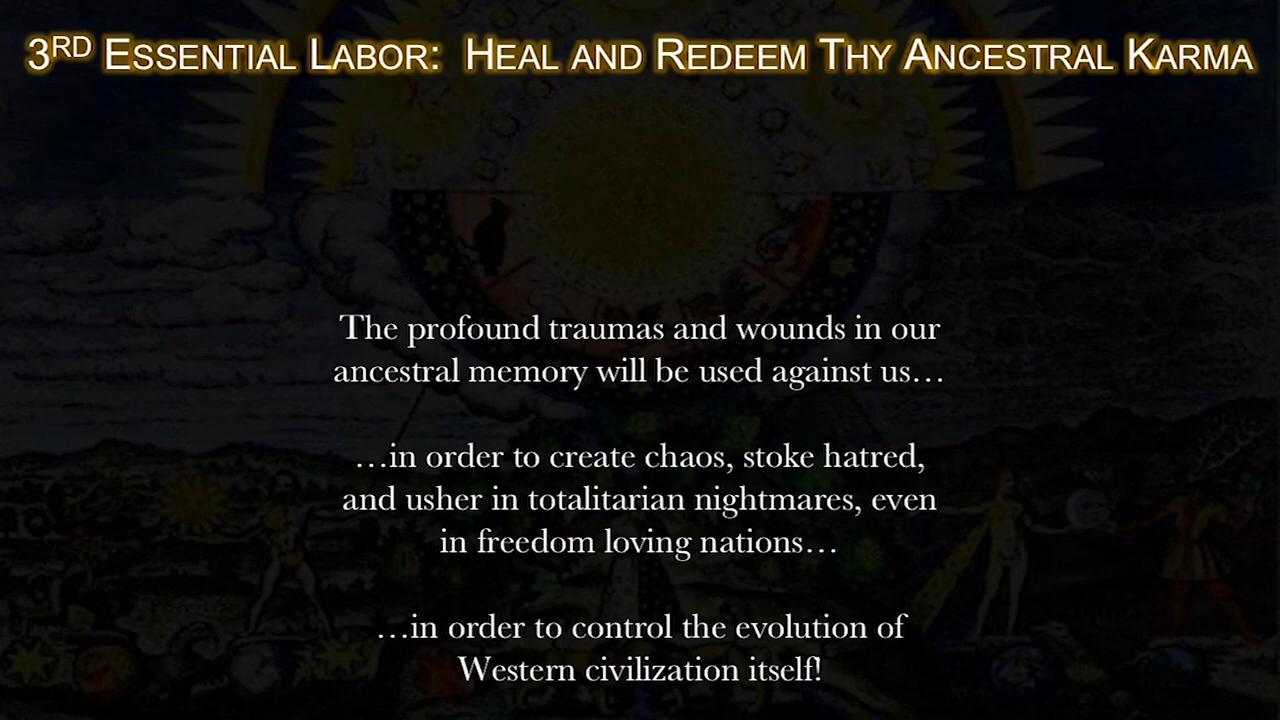 3RD ESSENTIAL LABOR: HEAL AND REDEEM THY ANCESTRAL KARMA
The profound traumas and wounds in our
ancestral memory will be used against us…
…in order to create chaos, stoke hatred,
and usher in totalitarian nightmares, even
in freedom loving nations…
…in order to control the evolution of
Western civilization itself!